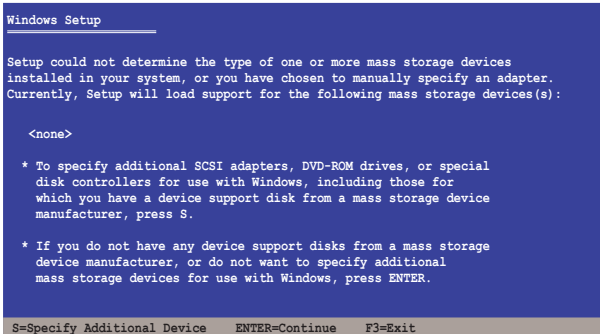 Windows Setup
Setup could not determine the type of one or more mass storage devices
installed in your system, or you have chosen to manually specify an adapter.
Currently, Setup will load support for the following mass storage devices(s):
<none>
* To specify additional SCSI adapters, DVD-ROM drives, or special
disk controllers for use with Windows, including those for
which you have a device support disk from a mass storage device
manufacturer, press S.
* If you do not have any device support disks from a mass storage
device manufacturer, or do not want to specify additional
mass storage devices for use with Windows, press ENTER.
S=Specify Additional Device ENTER=Continue F3=Exit